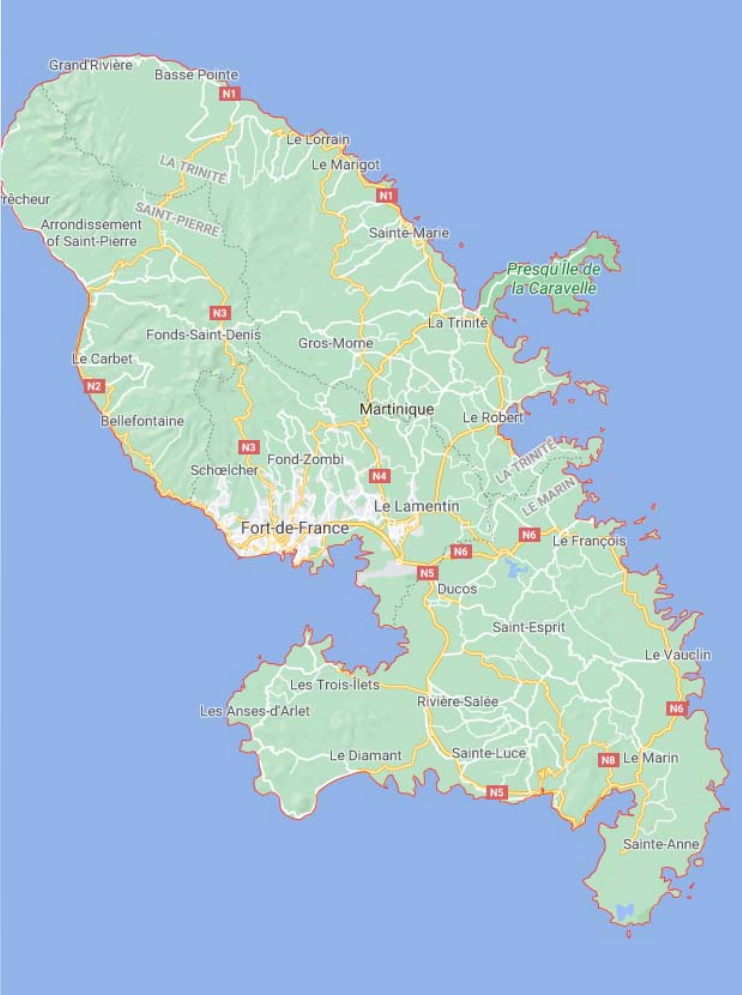 Grand'Rivière
Basse Pointe
N1
Le Lorrain
LA TRINITÉ
Le Marigot
N1
rêcheur
SAINT-PIERRE
Arrondissement
of Saint-Pierre
Sainte-Marie
Presqu'île de
la Caravelle
N3
La Trinité
Fonds-Saint-Denis
Gros-Morne
Le Carbet
N2
Martinique
Le Robert
Bellefontaine
N3
Fond-Zombi
LA TRINITÉ
Schœlcher
N4
LE MARIN
Le Lamentin
Fort-de-France
N6
Le François
N6
N5
Ducos
Saint-Esprit
Le Vauclin
Les Trois-Îlets
Rivière-Salée
Les Anses-d'Arlet
N6
Le Diamant
Sainte-Luce
N8
Le Marin
N5
Sainte-Anne